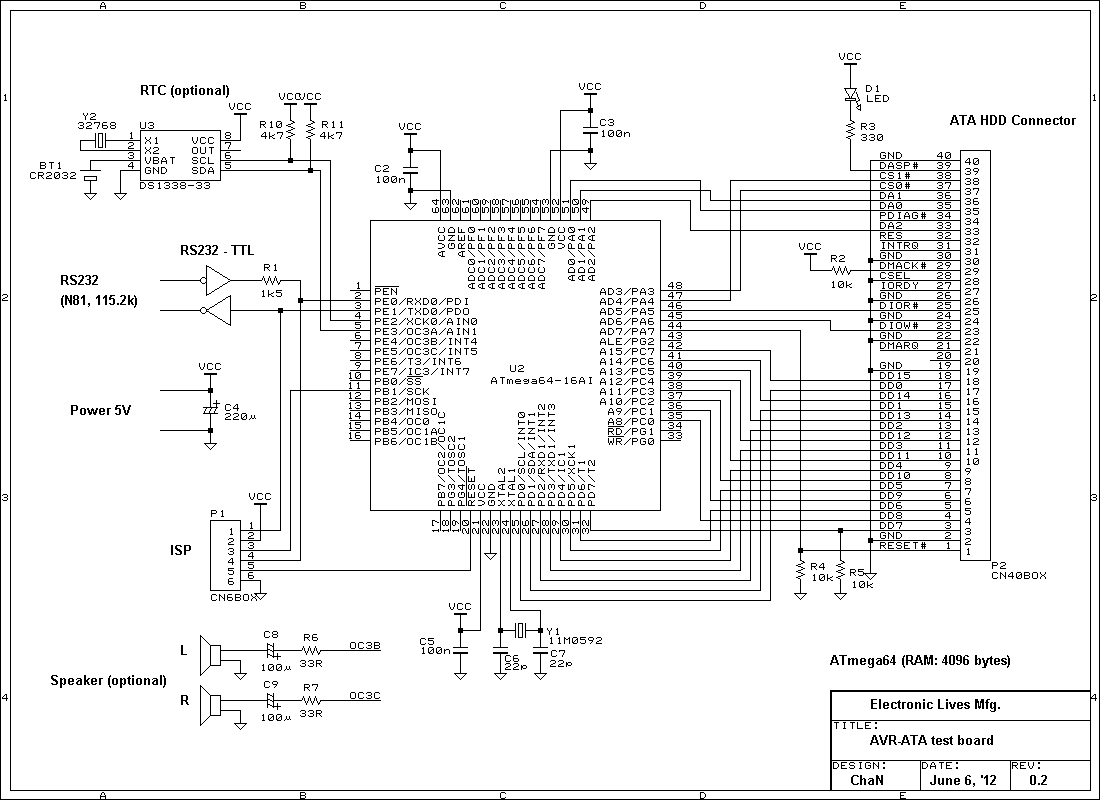 A B C D E
1
2
3
4
RTC (optional)
Y2
32768
U3
1 X1 VCC 8
2 X2 OUT 7
3 VBAT SCL 6
4 GND SDA 5
DS1338-33
BT1
CR2032
VCC
VCC
VCC
R10
4k7
R11
4k7
VCC
C2
100n
VCC
C3
100n
VCC
D1
LED
R3
330
ATA HDD Connector
RS232 - TTL
RS232
(N81, 115.2k)
R1
1k5
VCC
Power 5V
C4
220µ
VCC
P1
ISP
1 1
2 2
3 3
4 4
5 5
6 6
CN6BOX
Speaker (optional)
L
C8
100µ
R6
33R
OC3B
R
C9
100µ
R7
33R
OC3C
U2
ATmega64-16AI
64 AVCC
63 GND
62 AREF
61 ADC0/PF0
60 ADC1/PF1
59 ADC2/PF2
58 ADC3/PF3
57 ADC4/PF4
56 ADC5/PF5
55 ADC6/PF6
54 ADC7/PF7
53 GND
52 VCC
51 AD0/PA0
50 AD1/PA1
49 AD2/PA2
1 PEN
2 PE0/RXD0/PDI
3 PE1/TXD0/PDO
4 PE2/XCK0/AIN0
5 PE3/OC3A/AIN1
6 PE4/OC3B/INT4
7 PE5/OC3C/INT5
8 PE6/T3/INT6
9 PE7/IC3/INT7
10 PB0/SS
11 PB1/SCK
12 PB2/MOSI
13 PB3/MISO
14 PB4/OC0
15 PB5/OC1A
16 PB6/OC1B
17 PB7/OC2/OC1C
18 PG3/TOSC2
19 PG4/TOSC1
20 RESET
21 VCC
22 GND
23 XTAL2
24 XTAL1
25 PD0/SCL/INT0
26 PD1/SDA/INT1
27 PD2/RXD1/INT2
28 PD3/TXD1/INT3
29 PD4/IC1
30 PD5/XCK1
31 PD6/T1
32 PD7/T2
AD3/PA3 48
AD4/PA4 47
AD5/PA5 46
AD6/PA6 45
AD7/PA7 44
ALE/PG2 43
A15/PC7 42
A14/PC6 41
A13/PC5 40
A12/PC4 39
A11/PC3 38
A10/PC2 37
A9/PC1 36
A8/PC0 35
RD/PG1 34
WR/PG0 33
VCC
R2
10k
GND 40 40
DASP# 39 39
CS1# 38 38
CS0# 37 37
DA1 36 36
DA0 35 35
PDIAG# 34 34
DA2 33 33
RES 32 32
INTRQ 31 31
GND 30 30
DMACK# 29 29
CSEL 28 28
IORDY 27 27
GND 26 26
DIOR# 25 25
GND 24 24
DIOW# 23 23
GND 22 22
DMARQ 21 21
20 20
GND 19 19
DD15 18 18
DD0 17 17
DD14 16 16
DD1 15 15
DD13 14 14
DD2 13 13
DD12 12 12
DD3 11 11
DD11 10 10
DD4 9 9
DD10 8 8
DD5 7 7
DD9 6 6
DD6 5 5
DD8 4 4
DD7 3 3
GND 2 2
RESET# 1 1
P2
CN40BOX
R4
10k
R5
10k
VCC
C5
100n
Y1
11M0592
C6
22p
C7
22p
ATmega64 (RAM: 4096 bytes)
Electronic Lives Mfg.
TITLE:
AVR-ATA test board
DESIGN: DATE: REV:
ChaN June 6, '12 0.2
1
2
3
4
A B C D E